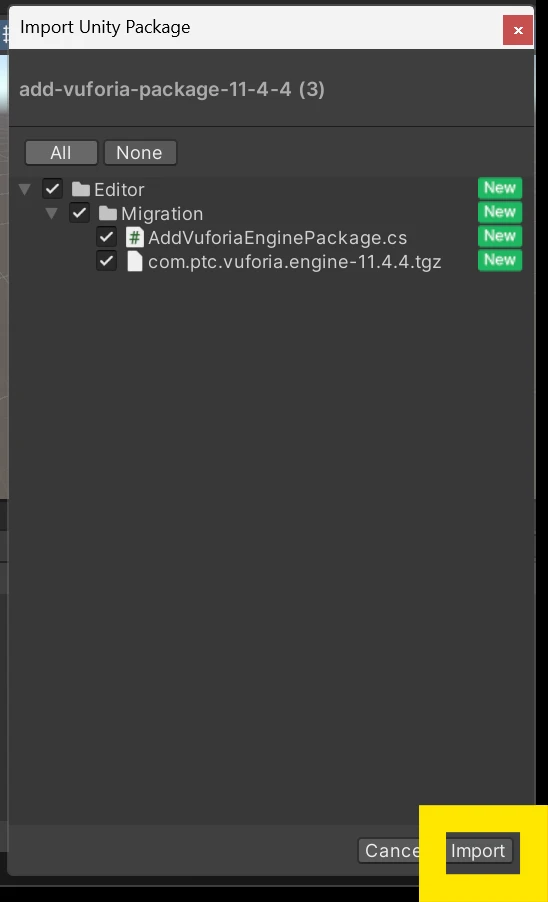 Import Unity Package
add-vuforia-package-11-4-4 (3)
All None
Editor New
Migration New
AddVuforiaEnginePackage.cs New
com.ptc.vuforia.engine-11.4.4.tgz New
Cance Import